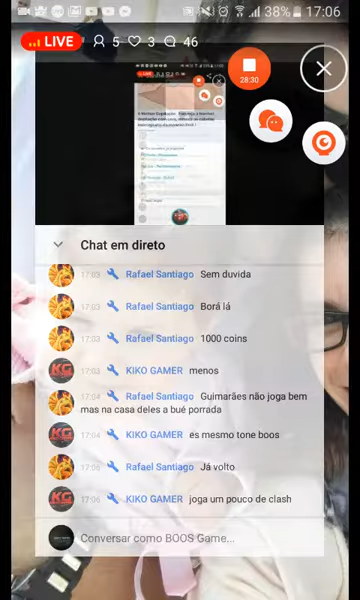 38% 17:06
LIVE 5 3 46
28:30
Chat em direto
17:03 Rafael Santiago Sem duvida
17:03 Rafael Santiago Borá lá
17:03 Rafael Santiago 1000 coins
17:03 KIKO GAMER menos
17:04 Rafael Santiago Guimarães não joga bem
mas na casa deles a bué porrada
17:04 KIKO GAMER es mesmo tone boos
17:06 Rafael Santiago Já volto
17:06 KIKO GAMER joga um pouco de clash
Conversar como BOOS Game...